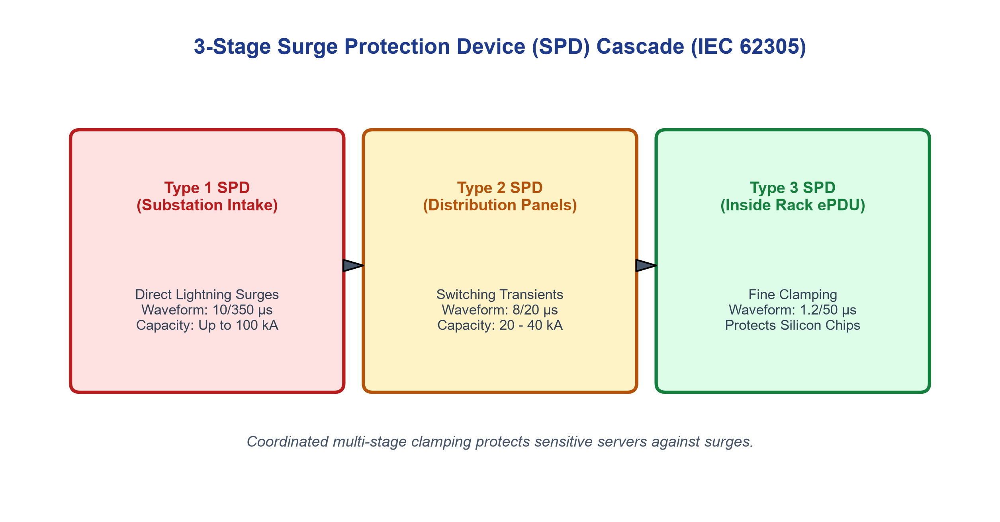 3-Stage Surge Protection Device (SPD) Cascade (IEC 62305)
Type 1 SPD
(Substation Intake)
Direct Lightning Surges
Waveform: 10/350 µs
Capacity: Up to 100 kA
Type 2 SPD
(Distribution Panels)
Switching Transients
Waveform: 8/20 µs
Capacity: 20 - 40 kA
Type 3 SPD
(Inside Rack ePDU)
Fine Clamping
Waveform: 1.2/50 µs
Protects Silicon Chips
Coordinated multi-stage clamping protects sensitive servers against surges.